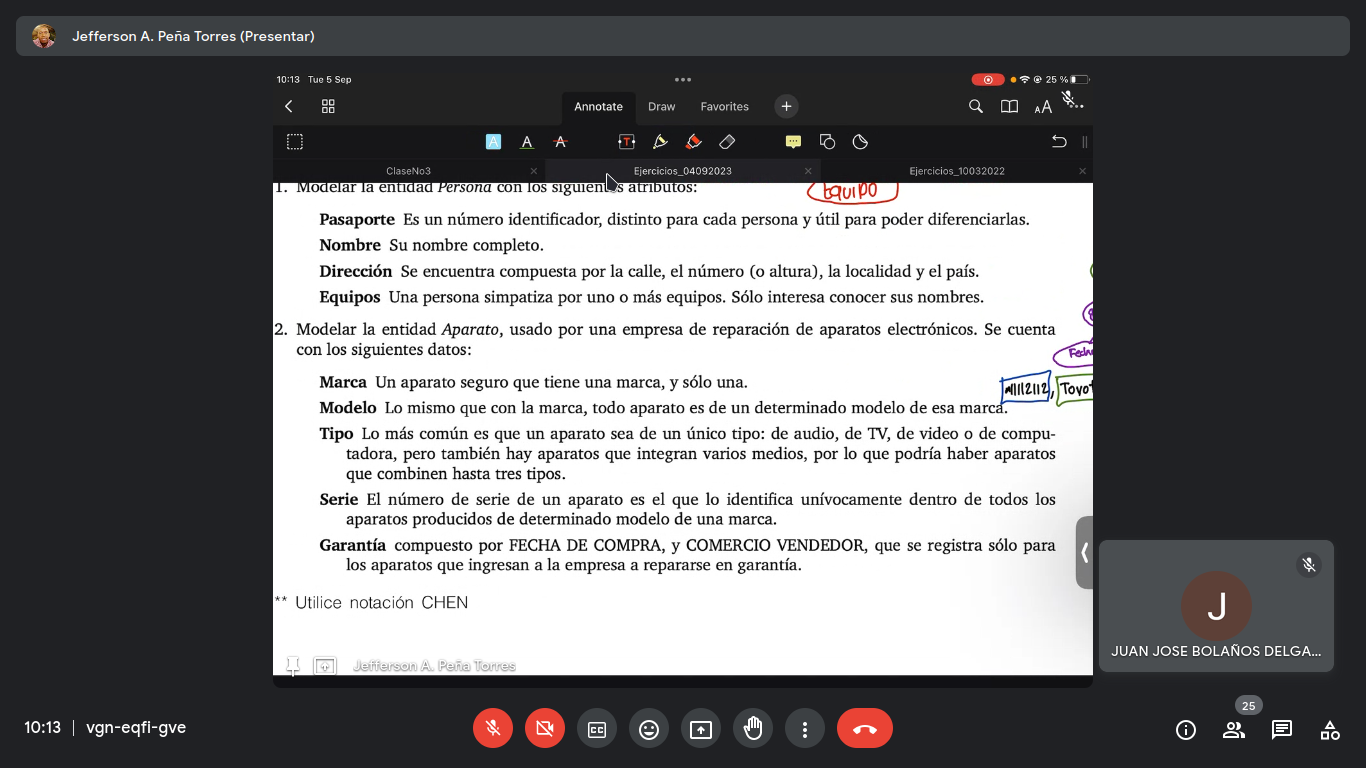 Jefferson A. Peña Torres (Presentar)
10:13 Tue 5 Sep
25 %
Annotate Draw Favorites
AA
A A A T
ClaseNo3 Ejercicios_04092023 Ejercicios_10032022
1. Modelar la entidad Persona con los siguientes atributos:
Equipo
Pasaporte Es un número identificador, distinto para cada persona y útil para poder diferenciarlas.
Nombre Su nombre completo.
Dirección Se encuentra compuesta por la calle, el número (o altura), la localidad y el país.
Equipos Una persona simpatiza por uno o más equipos. Sólo interesa conocer sus nombres.
2. Modelar la entidad Aparato, usado por una empresa de reparación de aparatos electrónicos. Se cuenta
con los siguientes datos:
Marca Un aparato seguro que tiene una marca, y sólo una.
Modelo Lo mismo que con la marca, todo aparato es de un determinado modelo de esa marca.
Tipo Lo más común es que un aparato sea de un único tipo: de audio, de TV, de video o de compu-
tadora, pero también hay aparatos que integran varios medios, por lo que podría haber aparatos
que combinen hasta tres tipos.
Serie El número de serie de un aparato es el que lo identifica unívocamente dentro de todos los
aparatos producidos de determinado modelo de una marca.
Garantía compuesto por FECHA DE COMPRA, y COMERCIO VENDEDOR, que se registra sólo para
los aparatos que ingresan a la empresa a repararse en garantía.
** Utilice notación CHEN
Jefferson A. Peña Torres
J
JUAN JOSE BOLAÑOS DELGA...
10:13 vgn-eqfi-gve
CC
25